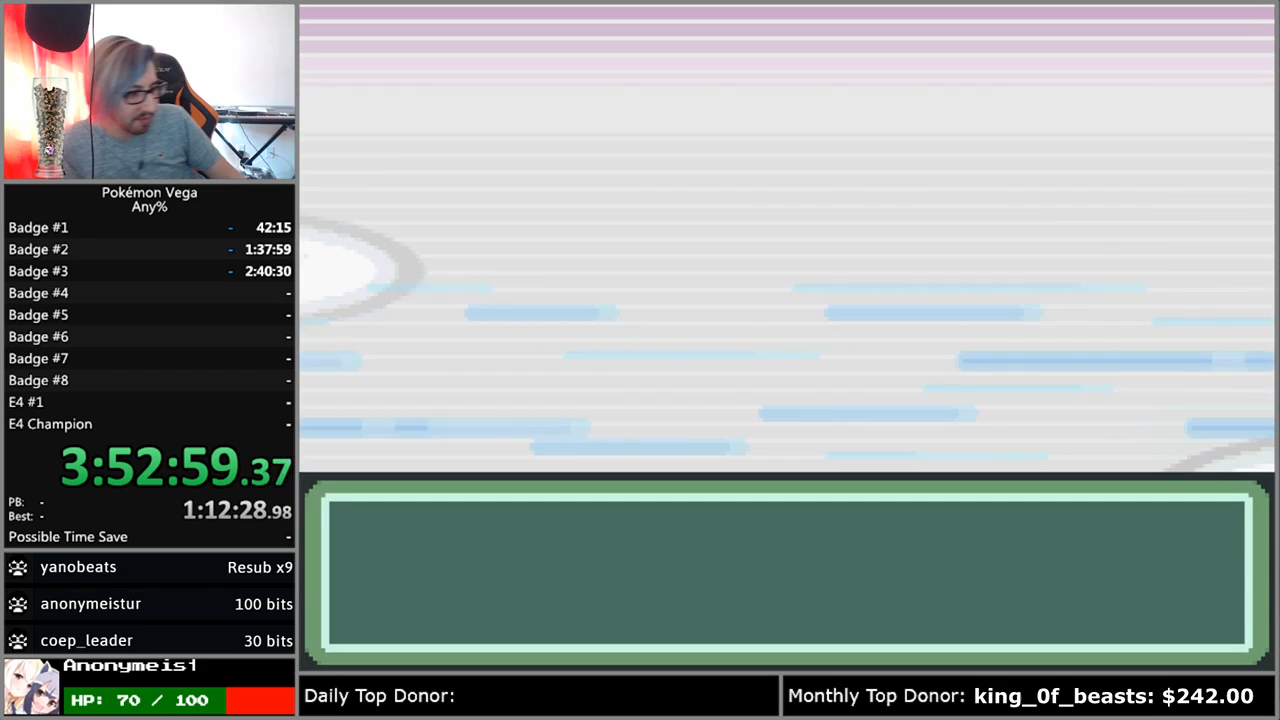 Pokémon Vega
Any%
Badge #1 - 42:15
Badge #2 - 1:37:59
Badge #3 - 2:40:30
Badge #4 -
Badge #5 -
Badge #6 -
Badge #7 -
Badge #8 -
E4 #1 -
E4 Champion -
3:52:59.37
PB: -
Best: -
1:12:28.98
Possible Time Save -
yanobeats Resub x9
anonymeistur 100 bits
coep_leader 30 bits
Anonymeist
HP: 70 / 100
Daily Top Donor:
Monthly Top Donor: king_0f_beasts: $242.00